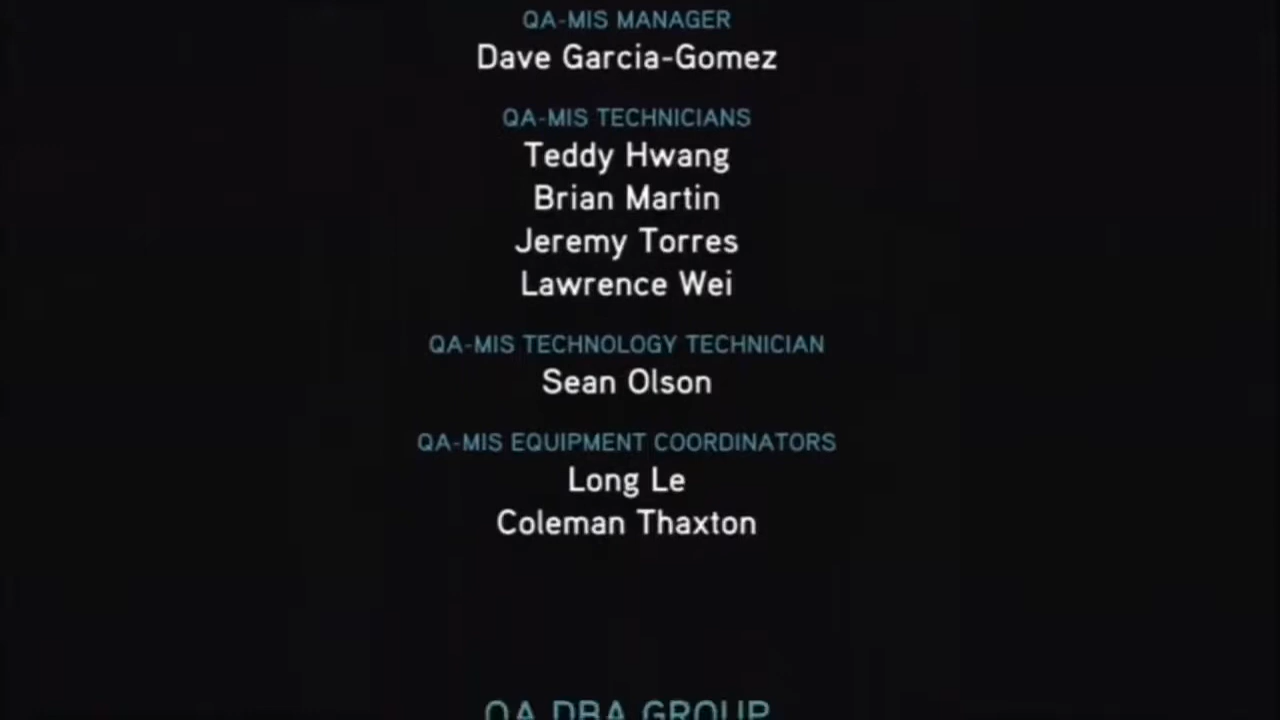 QA-MIS MANAGER
Dave Garcia-Gomez
QA-MIS TECHNICIANS
Teddy Hwang
Brian Martin
Jeremy Torres
Lawrence Wei
QA-MIS TECHNOLOGY TECHNICIAN
Sean Olson
QA-MIS EQUIPMENT COORDINATORS
Long Le
Coleman Thaxton
QA DBA GROUP